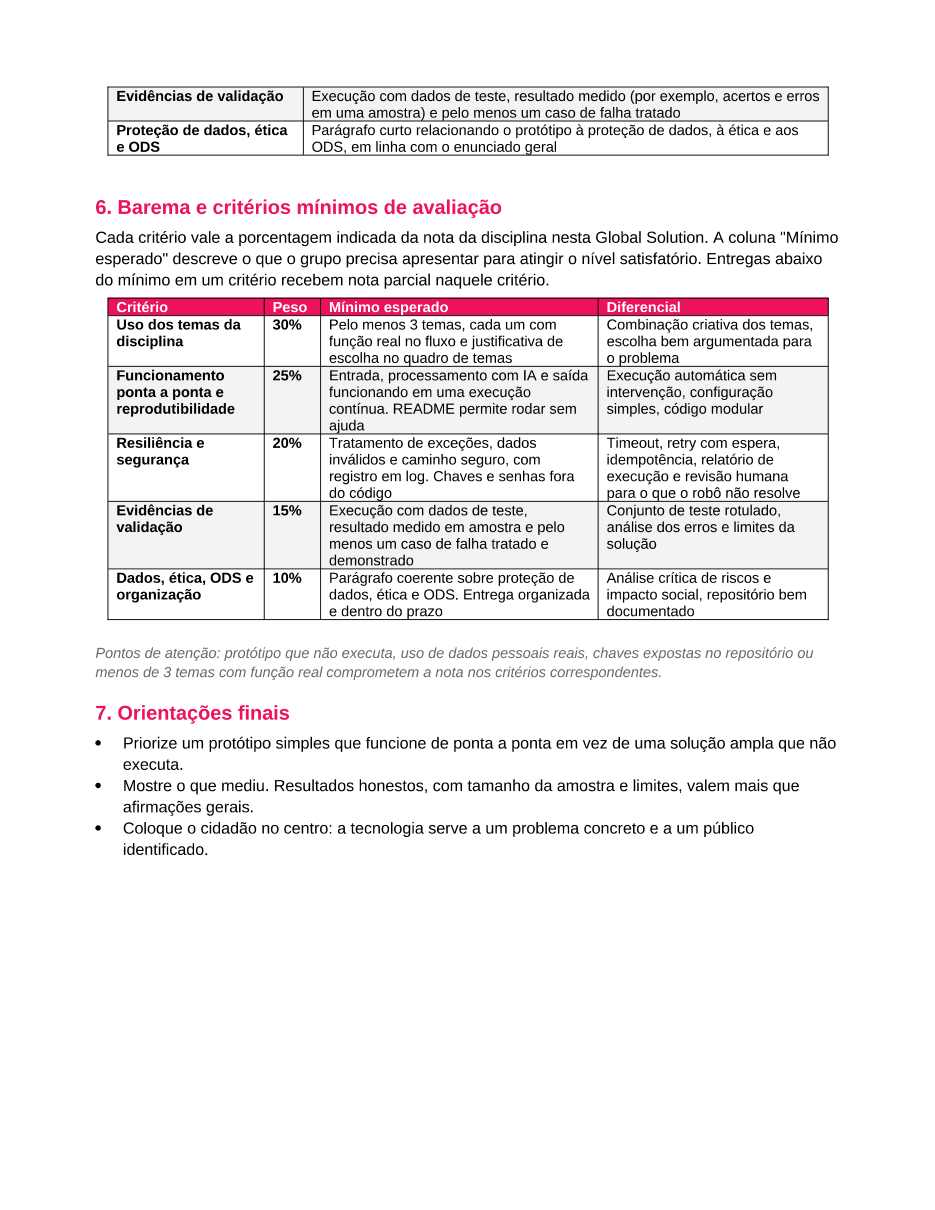 Evidências de validação
Execução com dados de teste, resultado medido (por exemplo, acertos e erros
em uma amostra) e pelo menos um caso de falha tratado
Proteção de dados, ética
e ODS
Parágrafo curto relacionando o protótipo à proteção de dados, à ética e aos
ODS, em linha com o enunciado geral
6. Barema e critérios mínimos de avaliação
Cada critério vale a porcentagem indicada da nota da disciplina nesta Global Solution. A coluna "Mínimo
esperado" descreve o que o grupo precisa apresentar para atingir o nível satisfatório. Entregas abaixo
do mínimo em um critério recebem nota parcial naquele critério.
Critério
Peso
Mínimo esperado
Diferencial
Uso dos temas da
disciplina
30%
Pelo menos 3 temas, cada um com
função real no fluxo e justificativa de
escolha no quadro de temas
Combinação criativa dos temas,
escolha bem argumentada para
o problema
Funcionamento
ponta a ponta e
reprodutibilidade
25%
Entrada, processamento com IA e saída
funcionando em uma execução
contínua. README permite rodar sem
ajuda
Execução automática sem
intervenção, configuração
simples, código modular
Resiliência e
segurança
20%
Tratamento de exceções, dados
inválidos e caminho seguro, com
registro em log. Chaves e senhas fora
do código
Timeout, retry com espera,
idempotência, relatório de
execução e revisão humana
para o que o robô não resolve
Evidências de
validação
15%
Execução com dados de teste,
resultado medido em amostra e pelo
menos um caso de falha tratado e
demonstrado
Conjunto de teste rotulado,
análise dos erros e limites da
solução
Dados, ética, ODS e
organização
10%
Parágrafo coerente sobre proteção de
dados, ética e ODS. Entrega organizada
e dentro do prazo
Análise crítica de riscos e
impacto social, repositório bem
documentado
Pontos de atenção: protótipo que não executa, uso de dados pessoais reais, chaves expostas no repositório ou
menos de 3 temas com função real comprometem a nota nos critérios correspondentes.
7. Orientações finais
• Priorize um protótipo simples que funcione de ponta a ponta em vez de uma solução ampla que não
executa.
• Mostre o que mediu. Resultados honestos, com tamanho da amostra e limites, valem mais que
afirmações gerais.
• Coloque o cidadão no centro: a tecnologia serve a um problema concreto e a um público
identificado.